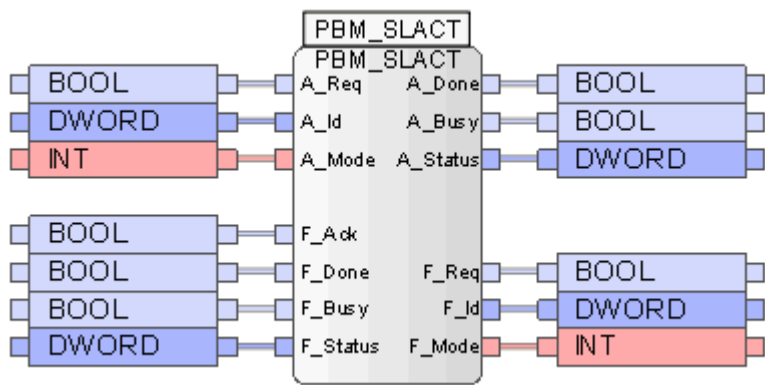 PBM_SLACT
PBM_SLACT
BOOL A_Req A_Done BOOL
DWORD A_Id A_Busy BOOL
INT A_Mode A_Status DWORD
BOOL F_Ack
BOOL F_Done F_Req BOOL
BOOL F_Busy F_Id DWORD
DWORD F_Status F_Mode INT